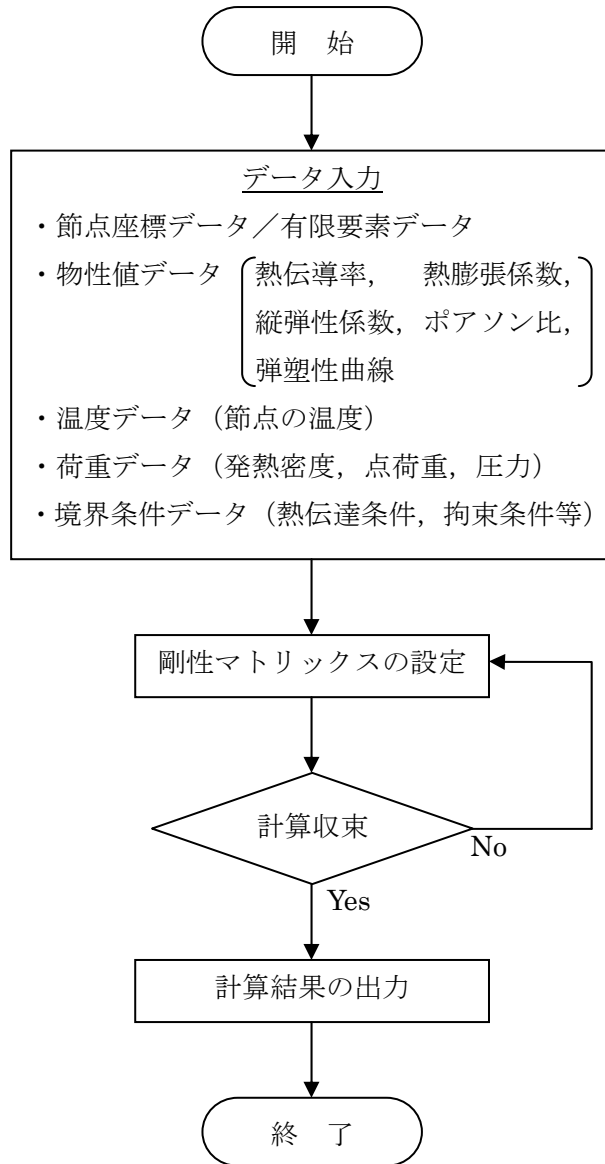 開　始
データ入力
・節点座標データ／有限要素データ
・物性値データ 熱伝導率，　熱膨張係数，
縦弾性係数，ポアソン比，
弾塑性曲線
・温度データ（節点の温度）
・荷重データ（発熱密度，点荷重，圧力）
・境界条件データ（熱伝達条件，拘束条件等）
剛性マトリックスの設定
計算収束
No
Yes
計算結果の出力
終　了